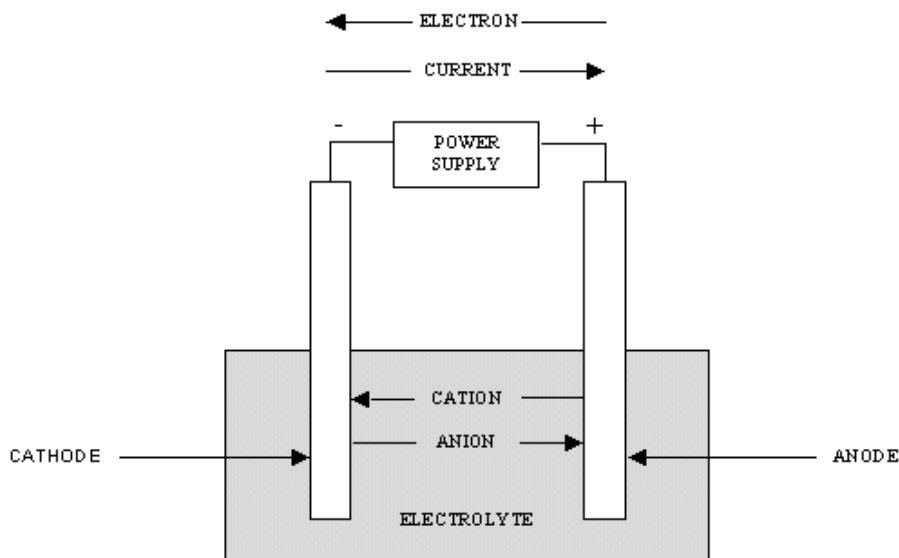 ELECTRON
CURRENT
- +
POWER
SUPPLY
CATION
ANION
CATHODE
ANODE
ELECTROLYTE